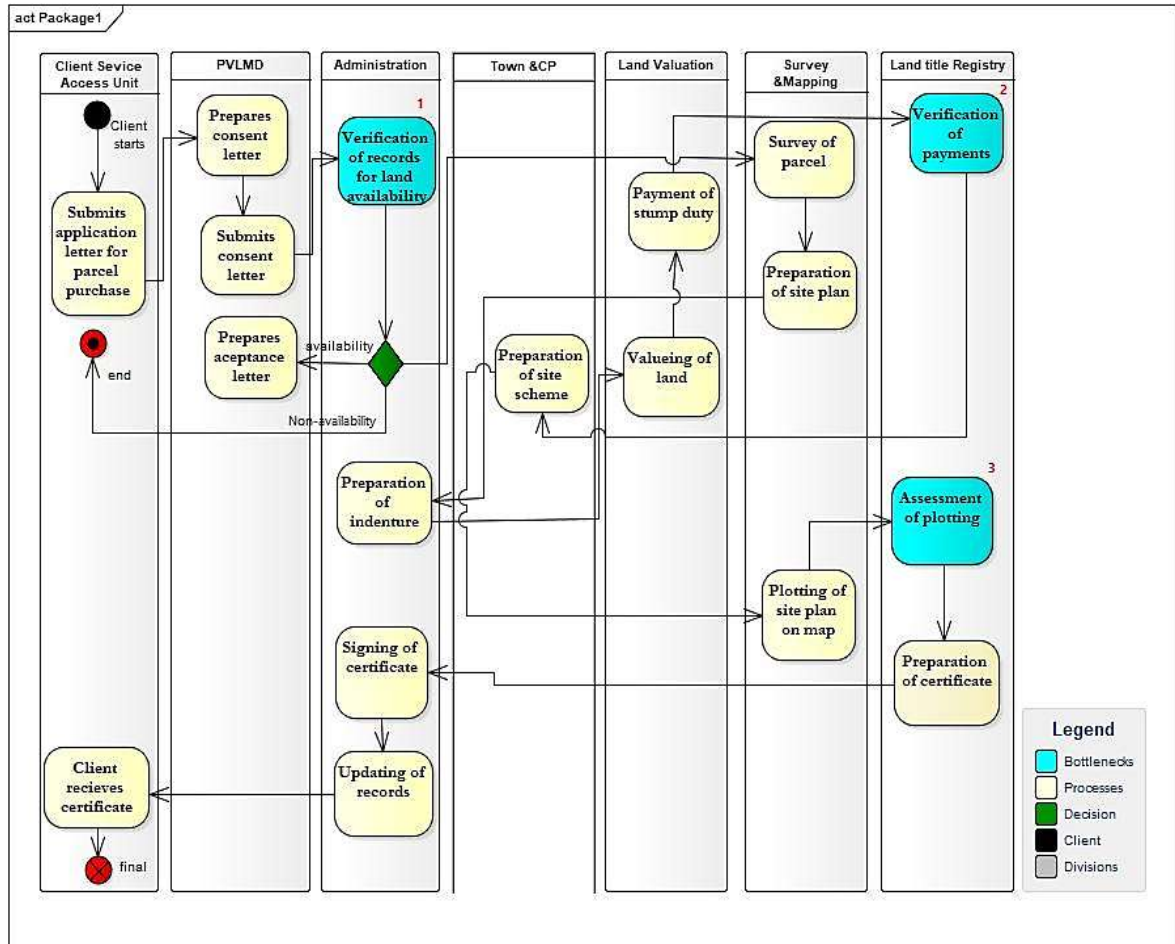 act Package1
Client Sevice
Access Unit
PVLMD
Administration
Town &CP
Land Valuation
Survey
&Mapping
Land title Registry
Client
starts
Submits
application
letter for
parcel
purchase
end
Client
recieves
certificate
final
Prepares
consent
letter
Submits
consent
letter
Prepares
aceptance
letter
availability
Non-availability
1
Verification
of records
for land
availability
Preparation
of
indenture
Signing of
certificate
Updating of
records
Preparation
of site
scheme
Payment of
stump duty
Valueing of
land
Survey of
parcel
Preparation
of site plan
Plotting of
site plan
on map
2
Verification
of
payments
3
Assessment
of plotting
Preparation
of certificate
Legend
Bottlenecks
Processes
Decision
Client
Divisions